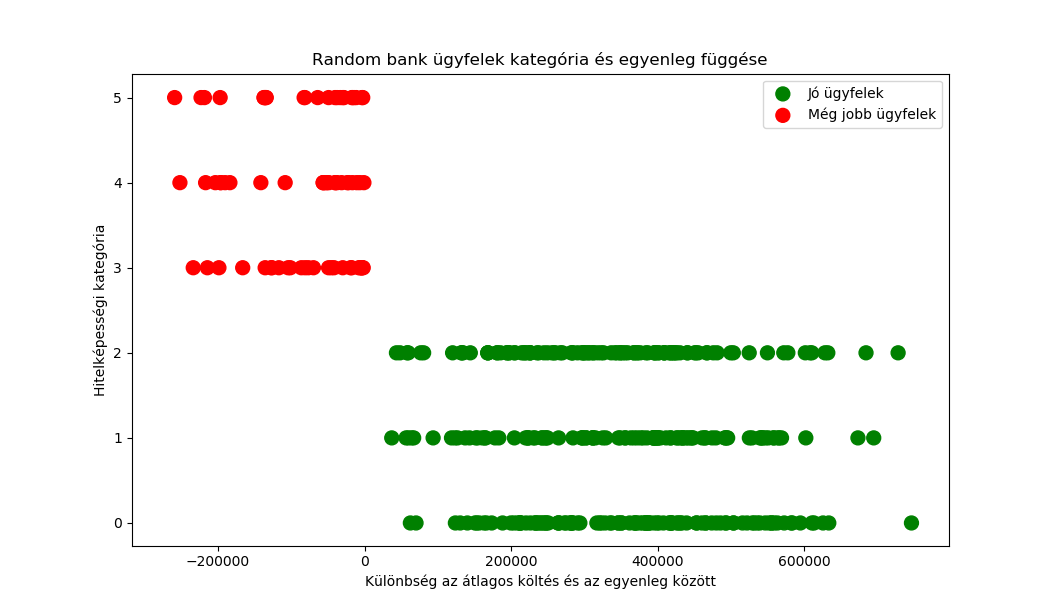 Random bank ügyfelek kategória és egyenleg függése
Jó ügyfelek
Még jobb ügyfelek
Hitelképességi kategória
5
4
3
2
1
0
−200000 0 200000 400000 600000
Különbség az átlagos költés és az egyenleg között